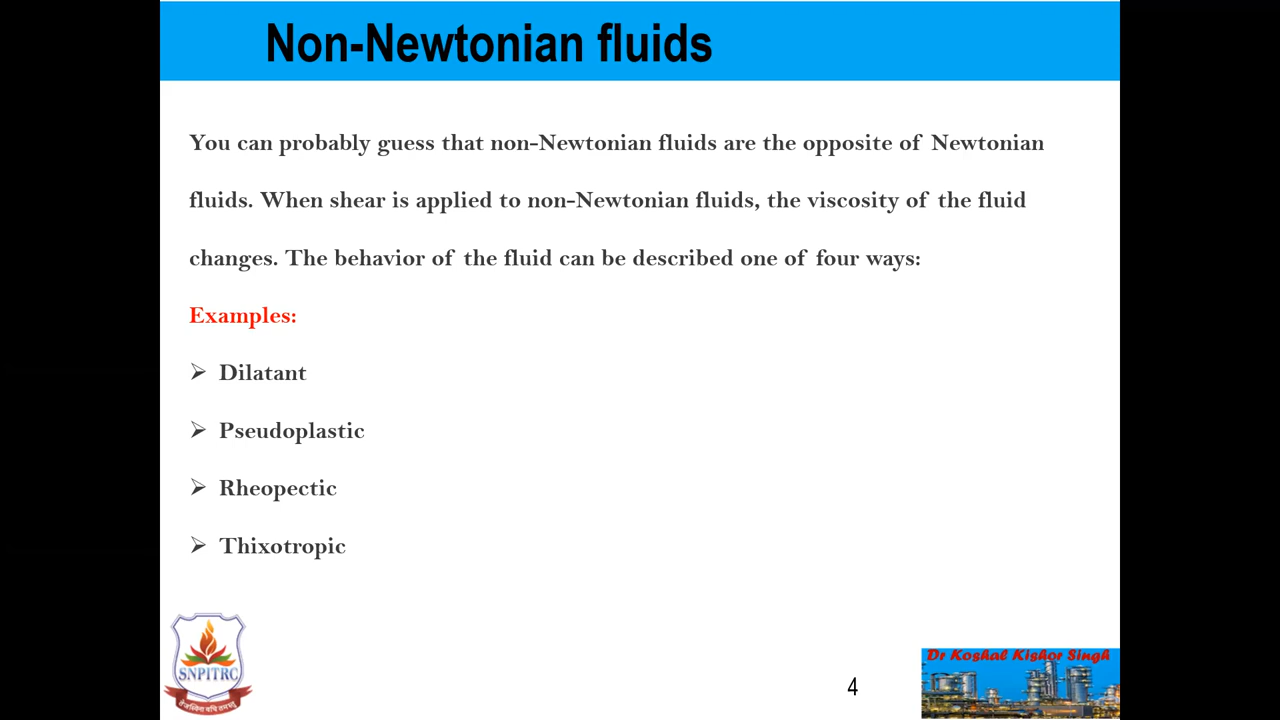 Non-Newtonian fluids
You can probably guess that non-Newtonian fluids are the opposite of Newtonian
fluids. When shear is applied to non-Newtonian fluids, the viscosity of the fluid
changes. The behavior of the fluid can be described one of four ways:
Examples:
➢ Dilatant
➢ Pseudoplastic
➢ Rheopectic
➢ Thixotropic
SNPITRC
4
Dr Koshal Kishor Singh